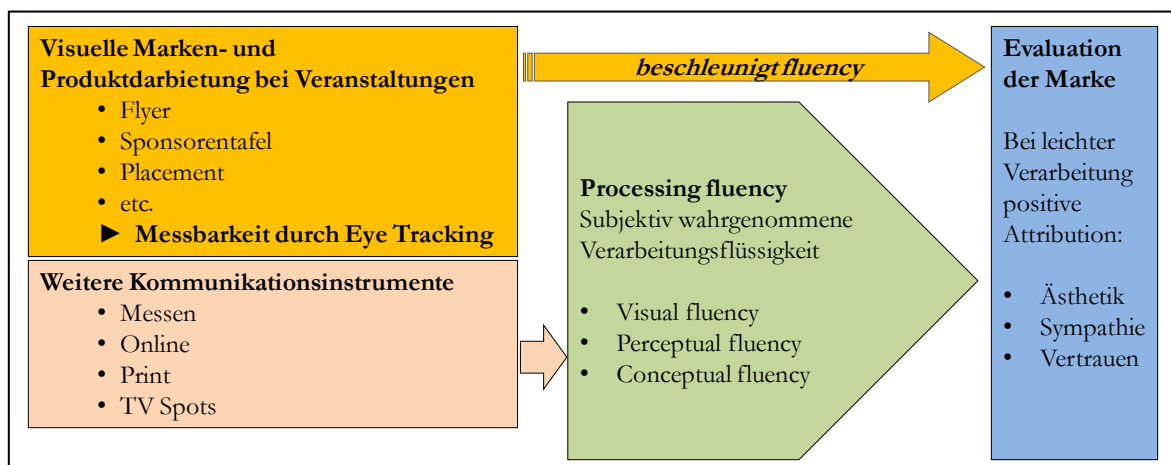 Visuelle Marken- und
Produktdarbietung bei Veranstaltungen
• Flyer
• Sponsorentafel
• Placement
• etc.
► Messbarkeit durch Eye Tracking
Weitere Kommunikationsinstrumente
• Messen
• Online
• Print
• TV Spots
beschleunigt fluency
Processing fluency
Subjektiv wahrgenommene
Verarbeitungsflüssigkeit
• Visual fluency
• Perceptual fluency
• Conceptual fluency
Evaluation
der Marke
Bei leichter
Verarbeitung
positive
Attribution:
• Ästhetik
• Sympathie
• Vertrauen